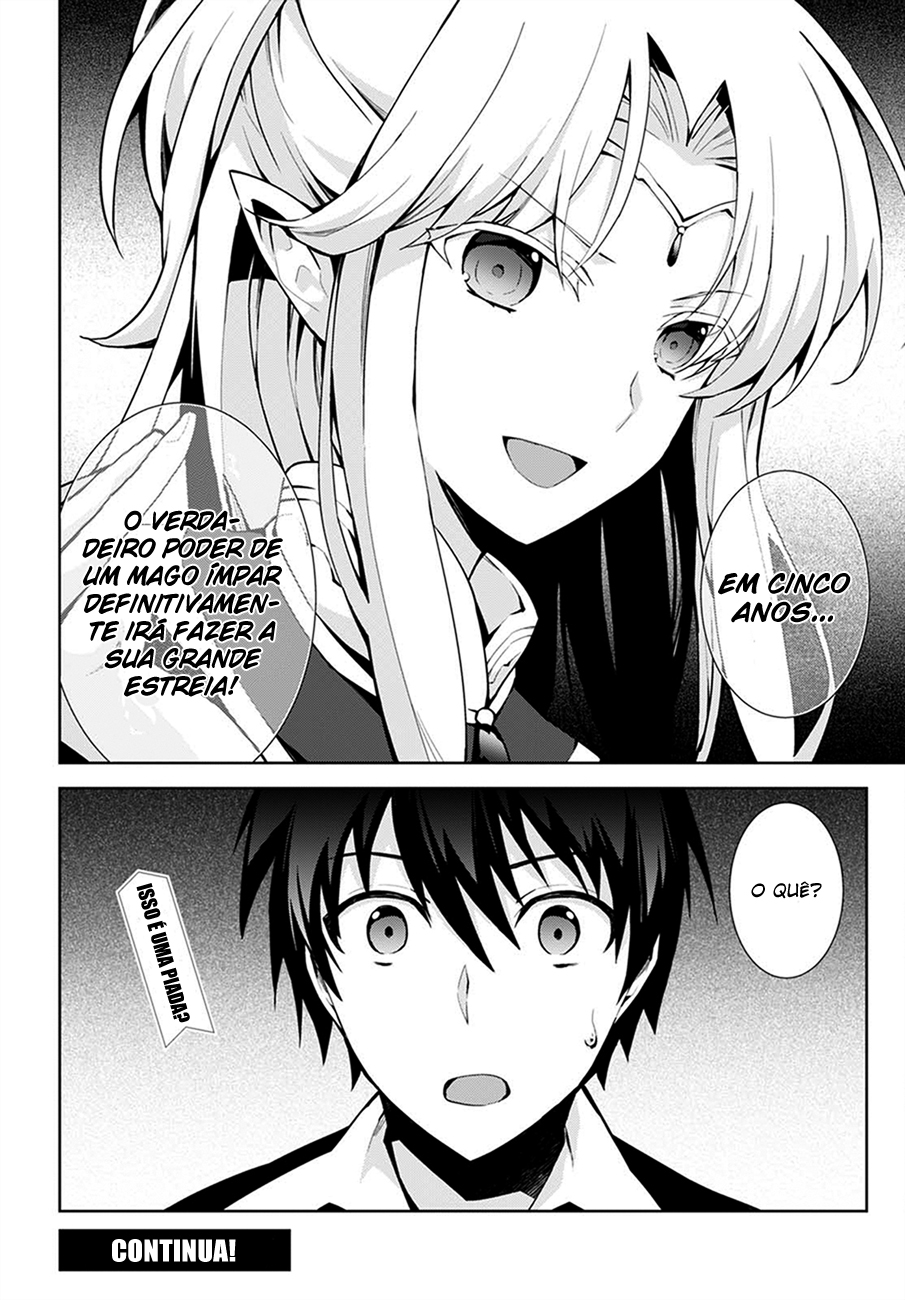 EM CINCO
ANOS...
O VERDA-
DEIRO PODER DE
UM MAGO ÍMPAR
DEFINITIVAMEN-
TE IRÁ FAZER A
SUA GRANDE
ESTREIA!
O QUÊ?
ISSO É UMA PIADA?
CONTINUA!